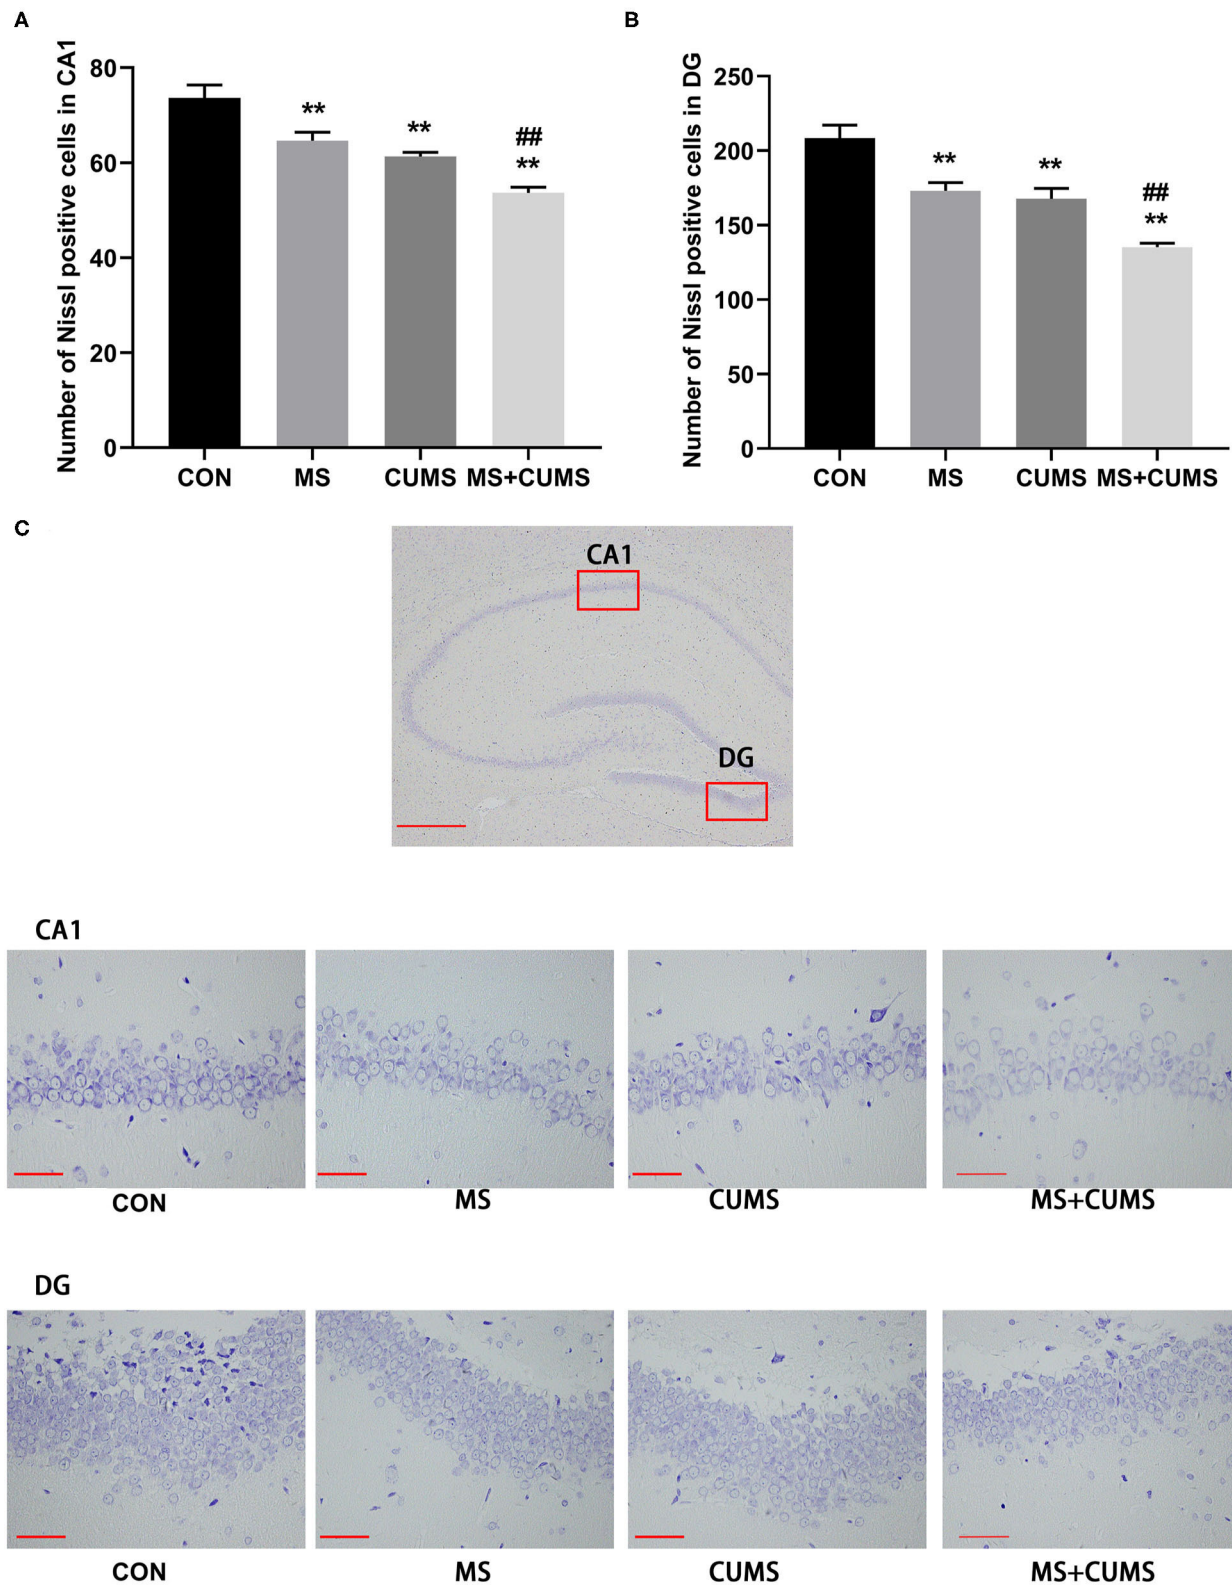 A
Number of Nissl positive cells in CA1
80
60
40
20
0
**
**
##
**
CON MS CUMS MS+CUMS
B
Number of Nissl positive cells in DG
250
200
150
100
50
0
**
**
##
**
CON MS CUMS MS+CUMS
C
CA1
DG
CA1
CON MS CUMS MS+CUMS
DG
CON MS CUMS MS+CUMS